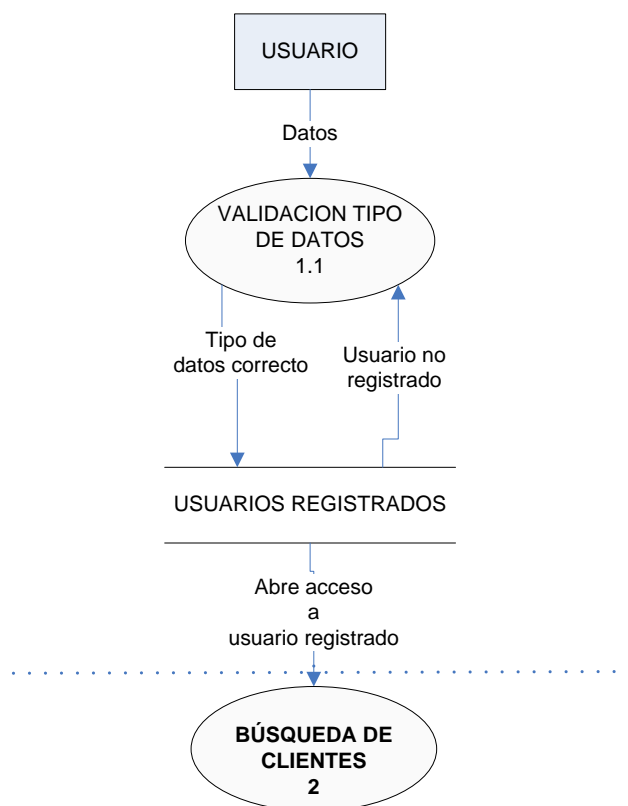 USUARIO
Datos
VALIDACION TIPO
DE DATOS
1.1
Tipo de
datos correcto
Usuario no
registrado
USUARIOS REGISTRADOS
Abre acceso
a
usuario registrado
BÚSQUEDA DE
CLIENTES
2